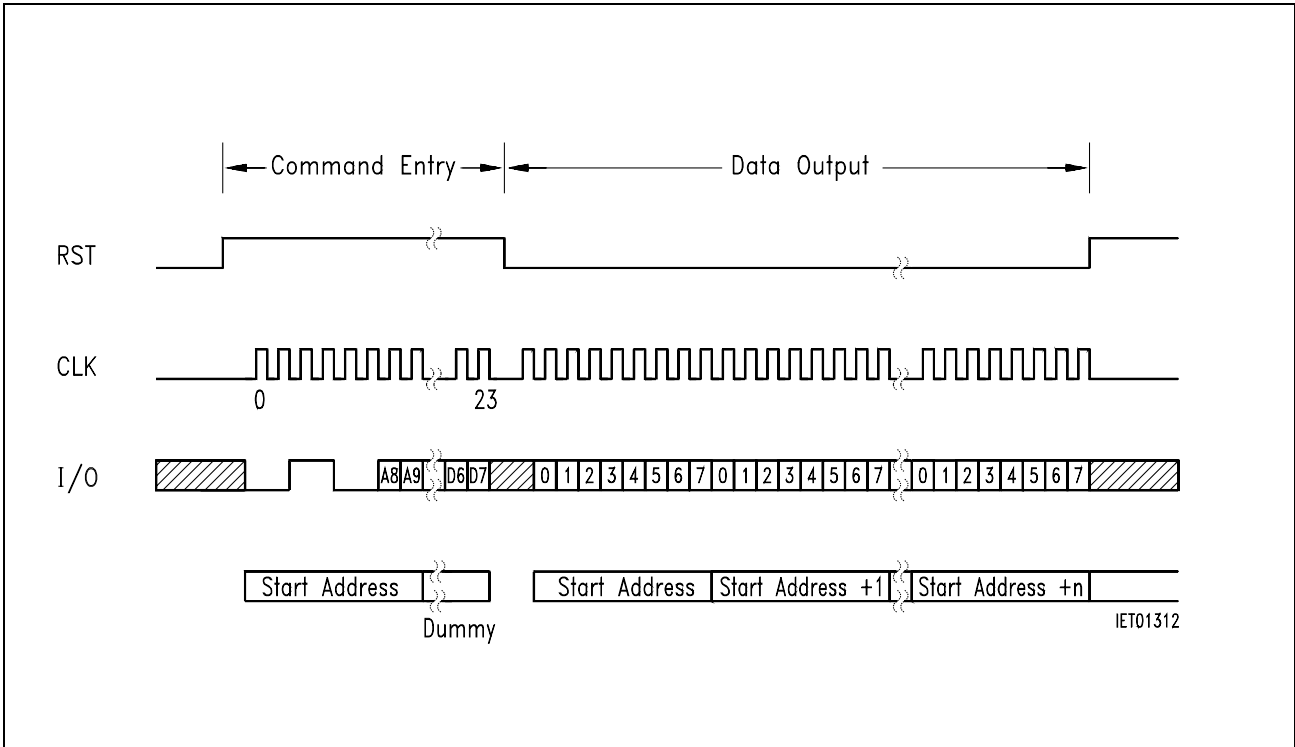 Command Entry Data Output
RST
CLK
0 23
I/O A8 A9 D6 D7 0 1 2 3 4 5 6 7 0 1 2 3 4 5 6 7 0 1 2 3 4 5 6 7
Start Address Start Address Start Address +1 Start Address +n
Dummy IET01312